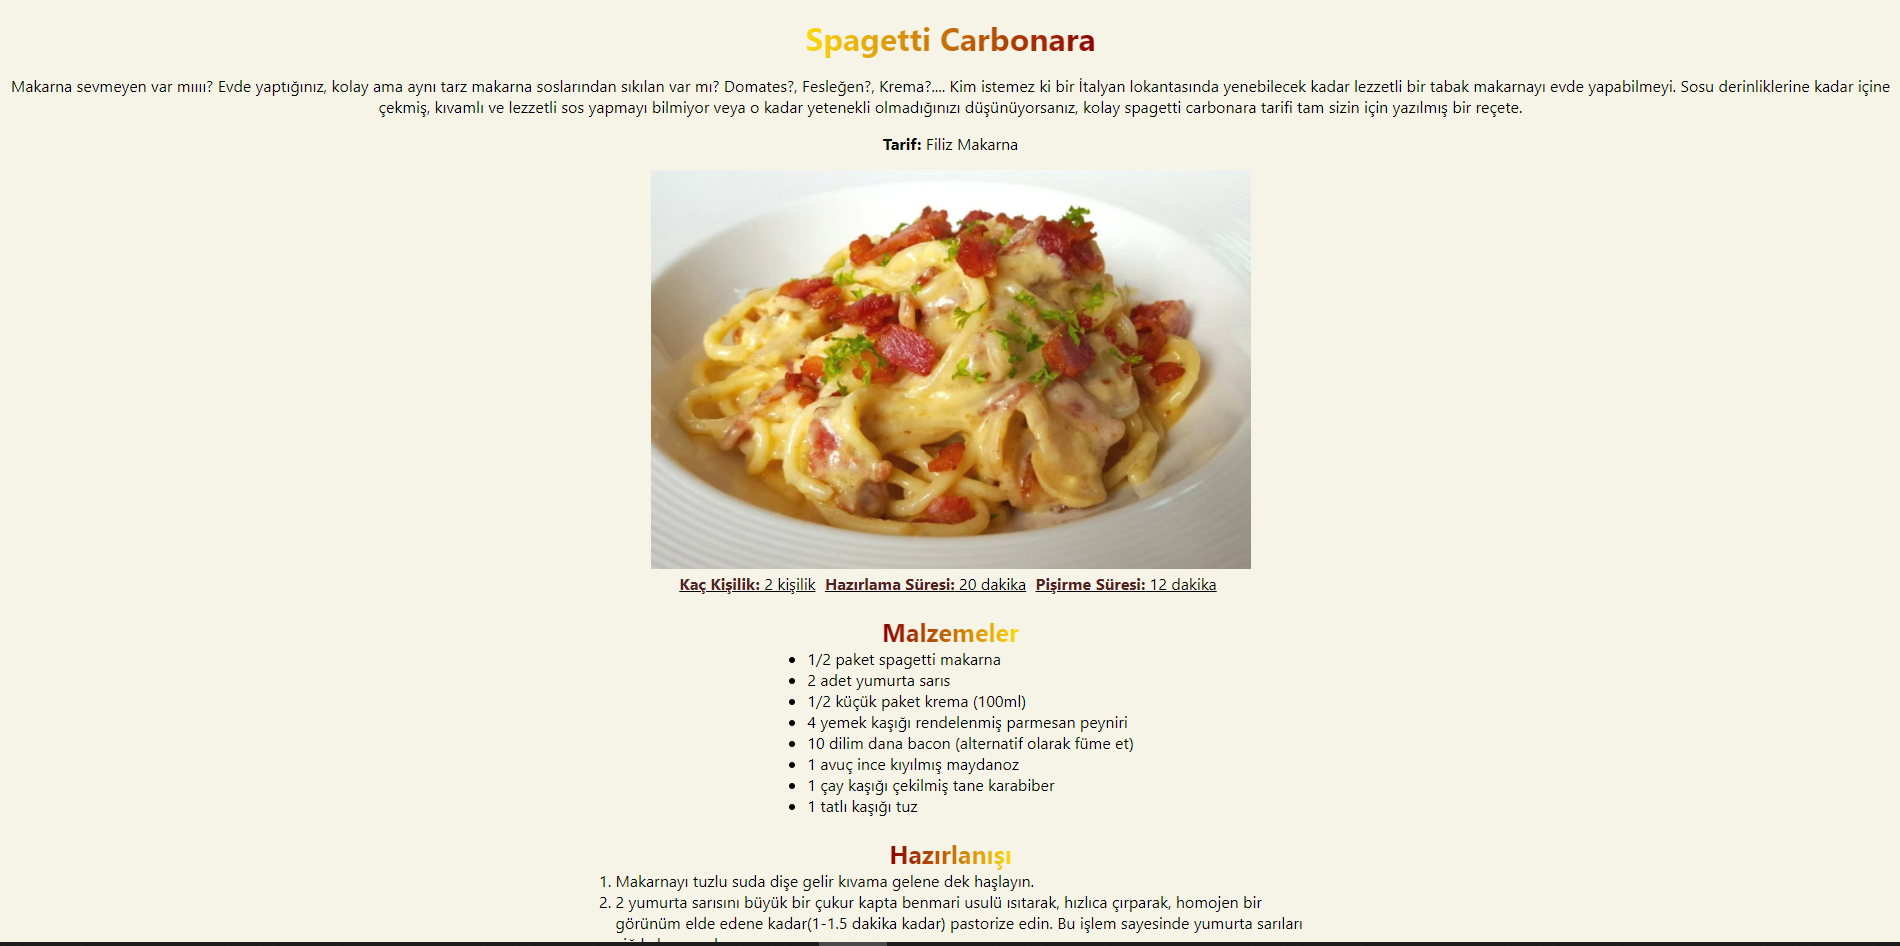 Spagetti Carbonara
Makarna sevmeyen var mıııı? Evde yaptığınız, kolay ama aynı tarz makarna soslarından sıkılan var mı? Domates?, Fesleğen?, Krema?.... Kim istemez ki bir İtalyan lokantasında yenebilecek kadar lezzetli bir tabak makarnayı evde yapabilmeyi. Sosu derinliklerine kadar içine
çekmiş, kıvamlı ve lezzetli sos yapmayı bilmiyor veya o kadar yetenekli olmadığınızı düşünüyorsanız, kolay spagetti carbonara tarifi tam sizin için yazılmış bir reçete.
Tarif: Filiz Makarna
Kaç Kişilik: 2 kişilik Hazırlama Süresi: 20 dakika Pişirme Süresi: 12 dakika
Malzemeler
• 1/2 paket spagetti makarna
• 2 adet yumurta sarıs
• 1/2 küçük paket krema (100ml)
• 4 yemek kaşığı rendelenmiş parmesan peyniri
• 10 dilim dana bacon (alternatif olarak füme et)
• 1 avuç ince kıyılmış maydanoz
• 1 çay kaşığı çekilmiş tane karabiber
• 1 tatlı kaşığı tuz
Hazırlanışı
1. Makarnayı tuzlu suda dişe gelir kıvama gelene dek haşlayın.
2. 2 yumurta sarısını büyük bir çukur kapta benmari usulü ısıtarak, hızlıca çırparak, homojen bir
görünüm elde edene kadar(1-1.5 dakika kadar) pastorize edin. Bu işlem sayesinde yumurta sarıları